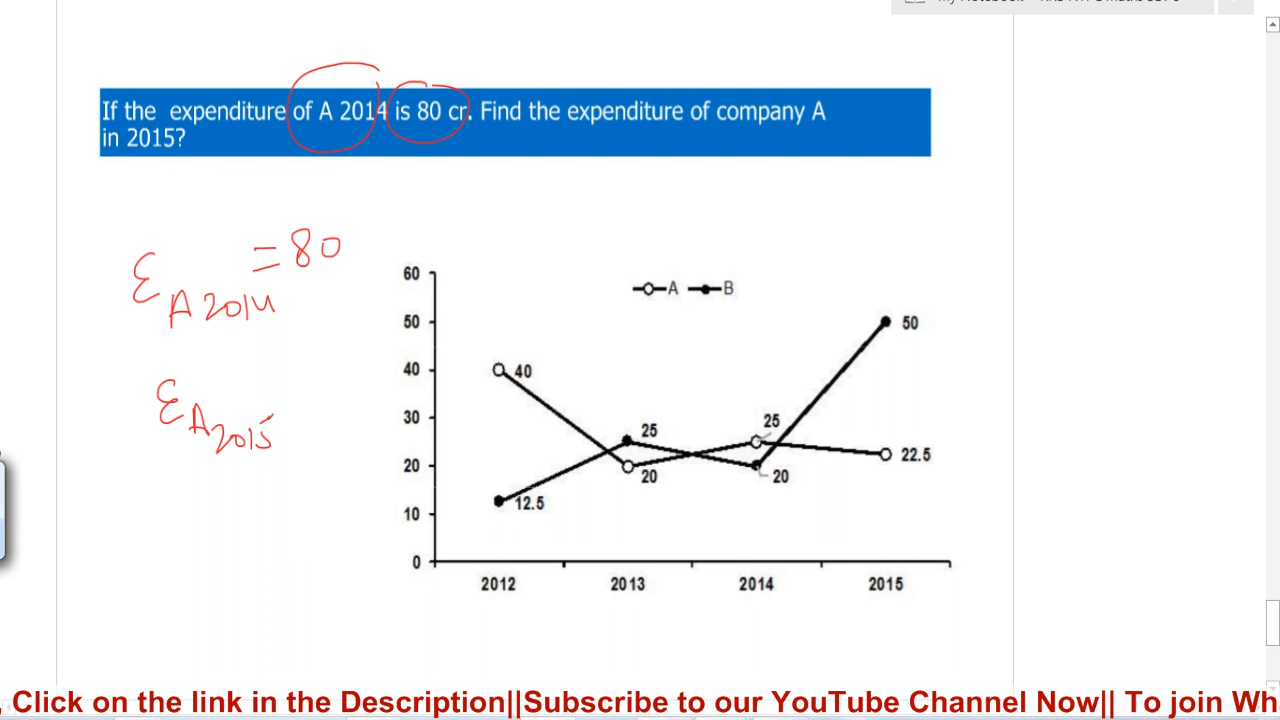 If the expenditure of A 2014 is 80 cr. Find the expenditure of company A
in 2015?
ε A 2014 = 80
ε A 2015
A B
60
50
40
30
20
10
0
40
20
25
22.5
12.5
25
20
50
2012 2013 2014 2015
Click on the link in the Description||Subscribe to our YouTube Channel Now|| To join Wh